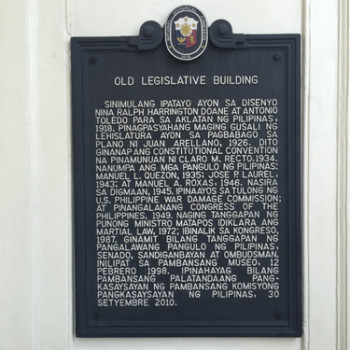 OLD LEGISLATIVE BUILDING
SINIMULANG IPATAYO AYON SA DISENYO
NINA RALPH HARRINGTON DOANE AT ANTONIO
TOLEDO PARA SA AKLATAN NG PILIPINAS,
1918. PINAGPASYAHANG MAGING GUSALI NG
LEHISLATURA AYON SA PAGBABAGO SA
PLANO NI JUAN ARELLANO, 1926. DITO
GINANAP ANG CONSTITUTIONAL CONVENTION
NA PINAMUNUAN NI CLARO M. RECTO, 1934.
NANUMPA ANG MGA PANGULO NG PILIPINAS:
MANUEL L. QUEZON, 1935; JOSE P. LAUREL,
1943; AT MANUEL A. ROXAS, 1946. NASIRA
SA DIGMAAN, 1945. IPINAAYOS SA TULONG NG
U.S. PHILIPPINE WAR DAMAGE COMMISSION;
AT PINANGALANANG CONGRESS OF THE
PHILIPPINES, 1949. NAGING TANGGAPAN NG
PUNONG MINISTRO MATAPOS IDIKLARA ANG
MARTIAL LAW, 1972; IBINALIK SA KONGRESO,
1987. GINAMIT BILANG TANGGAPAN NG
PANGALAWANG PANGULO NG PILIPINAS,
SENADO, SANDIGANBAYAN AT OMBUDSMAN.
INILIPAT SA PAMBANSANG MUSEO, 12
PEBRERO 1998. IPINAHAYAG BILANG
PAMBANSANG PALATANDAANG PANG-
KASAYSAYAN NG PAMBANSANG KOMISYONG
PANGKASAYSAYAN NG PILIPINAS, 30
SETYEMBRE 2010.